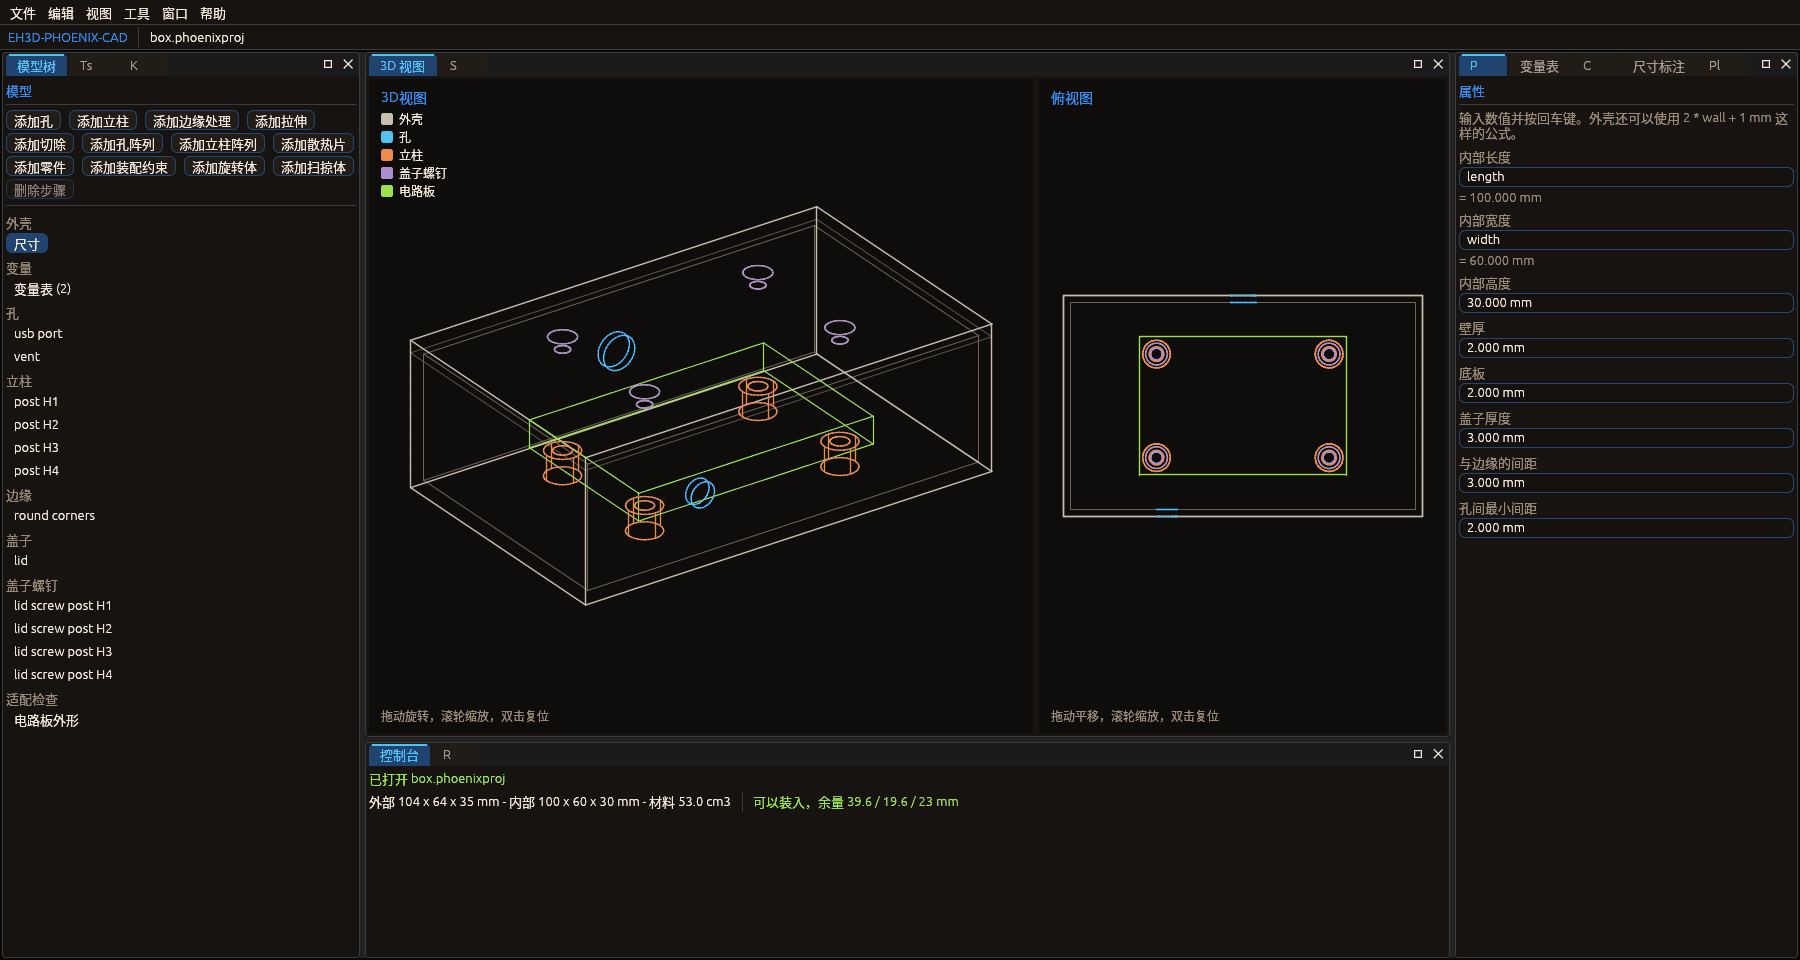 文件 编辑 视图 工具 窗口 帮助
EH3D-PHOENIX-CAD box.phoenixproj
模型树 Ts K
模型
添加孔 添加立柱 添加边缘处理 添加拉伸
添加切除 添加孔阵列 添加立柱阵列 添加散热片
添加零件 添加装配约束 添加旋转体 添加扫掠体
删除步骤
外壳
尺寸
变量
变量表 (2)
孔
usb port
vent
立柱
post H1
post H2
post H3
post H4
边缘
round corners
盖子
lid
盖子螺钉
lid screw post H1
lid screw post H2
lid screw post H3
lid screw post H4
适配检查
电路板外形
3D 视图 S
3D视图
外壳
孔
立柱
盖子螺钉
电路板
拖动旋转，滚轮缩放，双击复位
俯视图
拖动平移，滚轮缩放，双击复位
控制台 R
已打开 box.phoenixproj
外部 104 x 64 x 35 mm - 内部 100 x 60 x 30 mm - 材料 53.0 cm3 可以装入，余量 39.6 / 19.6 / 23 mm
P 变量表 C 尺寸标注 Pl
属性
输入数值并按回车键。外壳还可以使用 2 * wall + 1 mm 这
样的公式。
内部长度
length
= 100.000 mm
内部宽度
width
= 60.000 mm
内部高度
30.000 mm
壁厚
2.000 mm
底板
2.000 mm
盖子厚度
3.000 mm
与边缘的间距
3.000 mm
孔间最小间距
2.000 mm